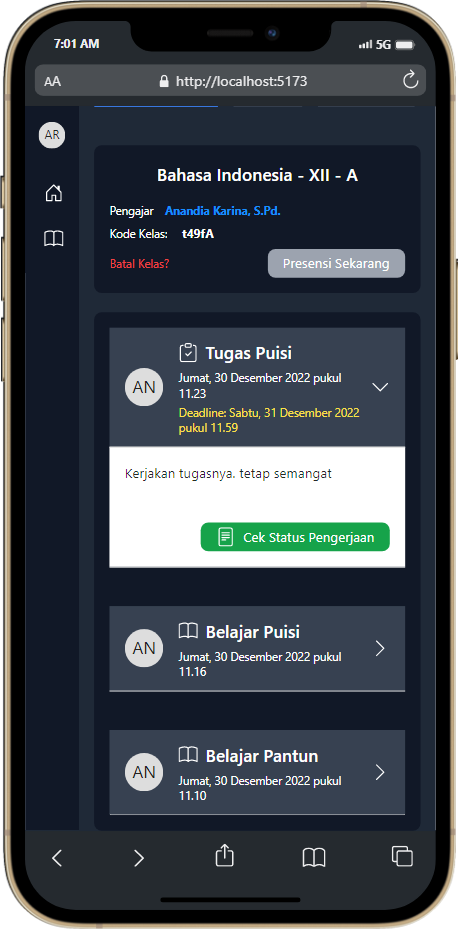 7:01 AM
5G
AA
http://localhost:5173
AR
Bahasa Indonesia - XII - A
Pengajar Anandia Karina, S.Pd.
Kode Kelas: t49fA
Batal Kelas?
Presensi Sekarang
AN
Tugas Puisi
Jumat, 30 Desember 2022 pukul
11.23
Deadline: Sabtu, 31 Desember 2022
pukul 11.59
Kerjakan tugasnya. tetap semangat
Cek Status Pengerjaan
AN
Belajar Puisi
Jumat, 30 Desember 2022 pukul
11.16
AN
Belajar Pantun
Jumat, 30 Desember 2022 pukul
11.10